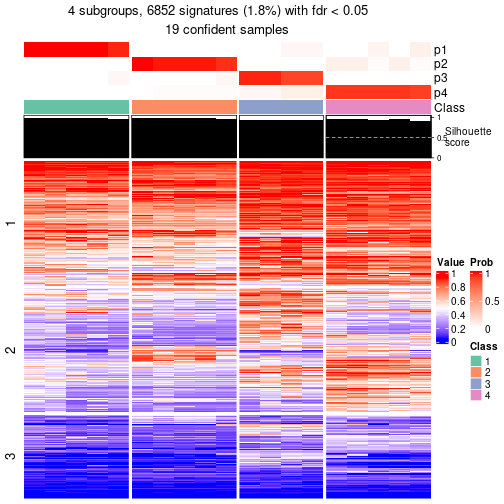 4 subgroups, 6852 signatures (1.8%) with fdr < 0.05
19 confident samples
p1
p2
p3
p4
Class
1
0.5
0
Silhouette
score
1
2
3
Value
1
0.8
0.6
0.4
0.2
0
Prob
1
0.5
0
Class
1
2
3
4